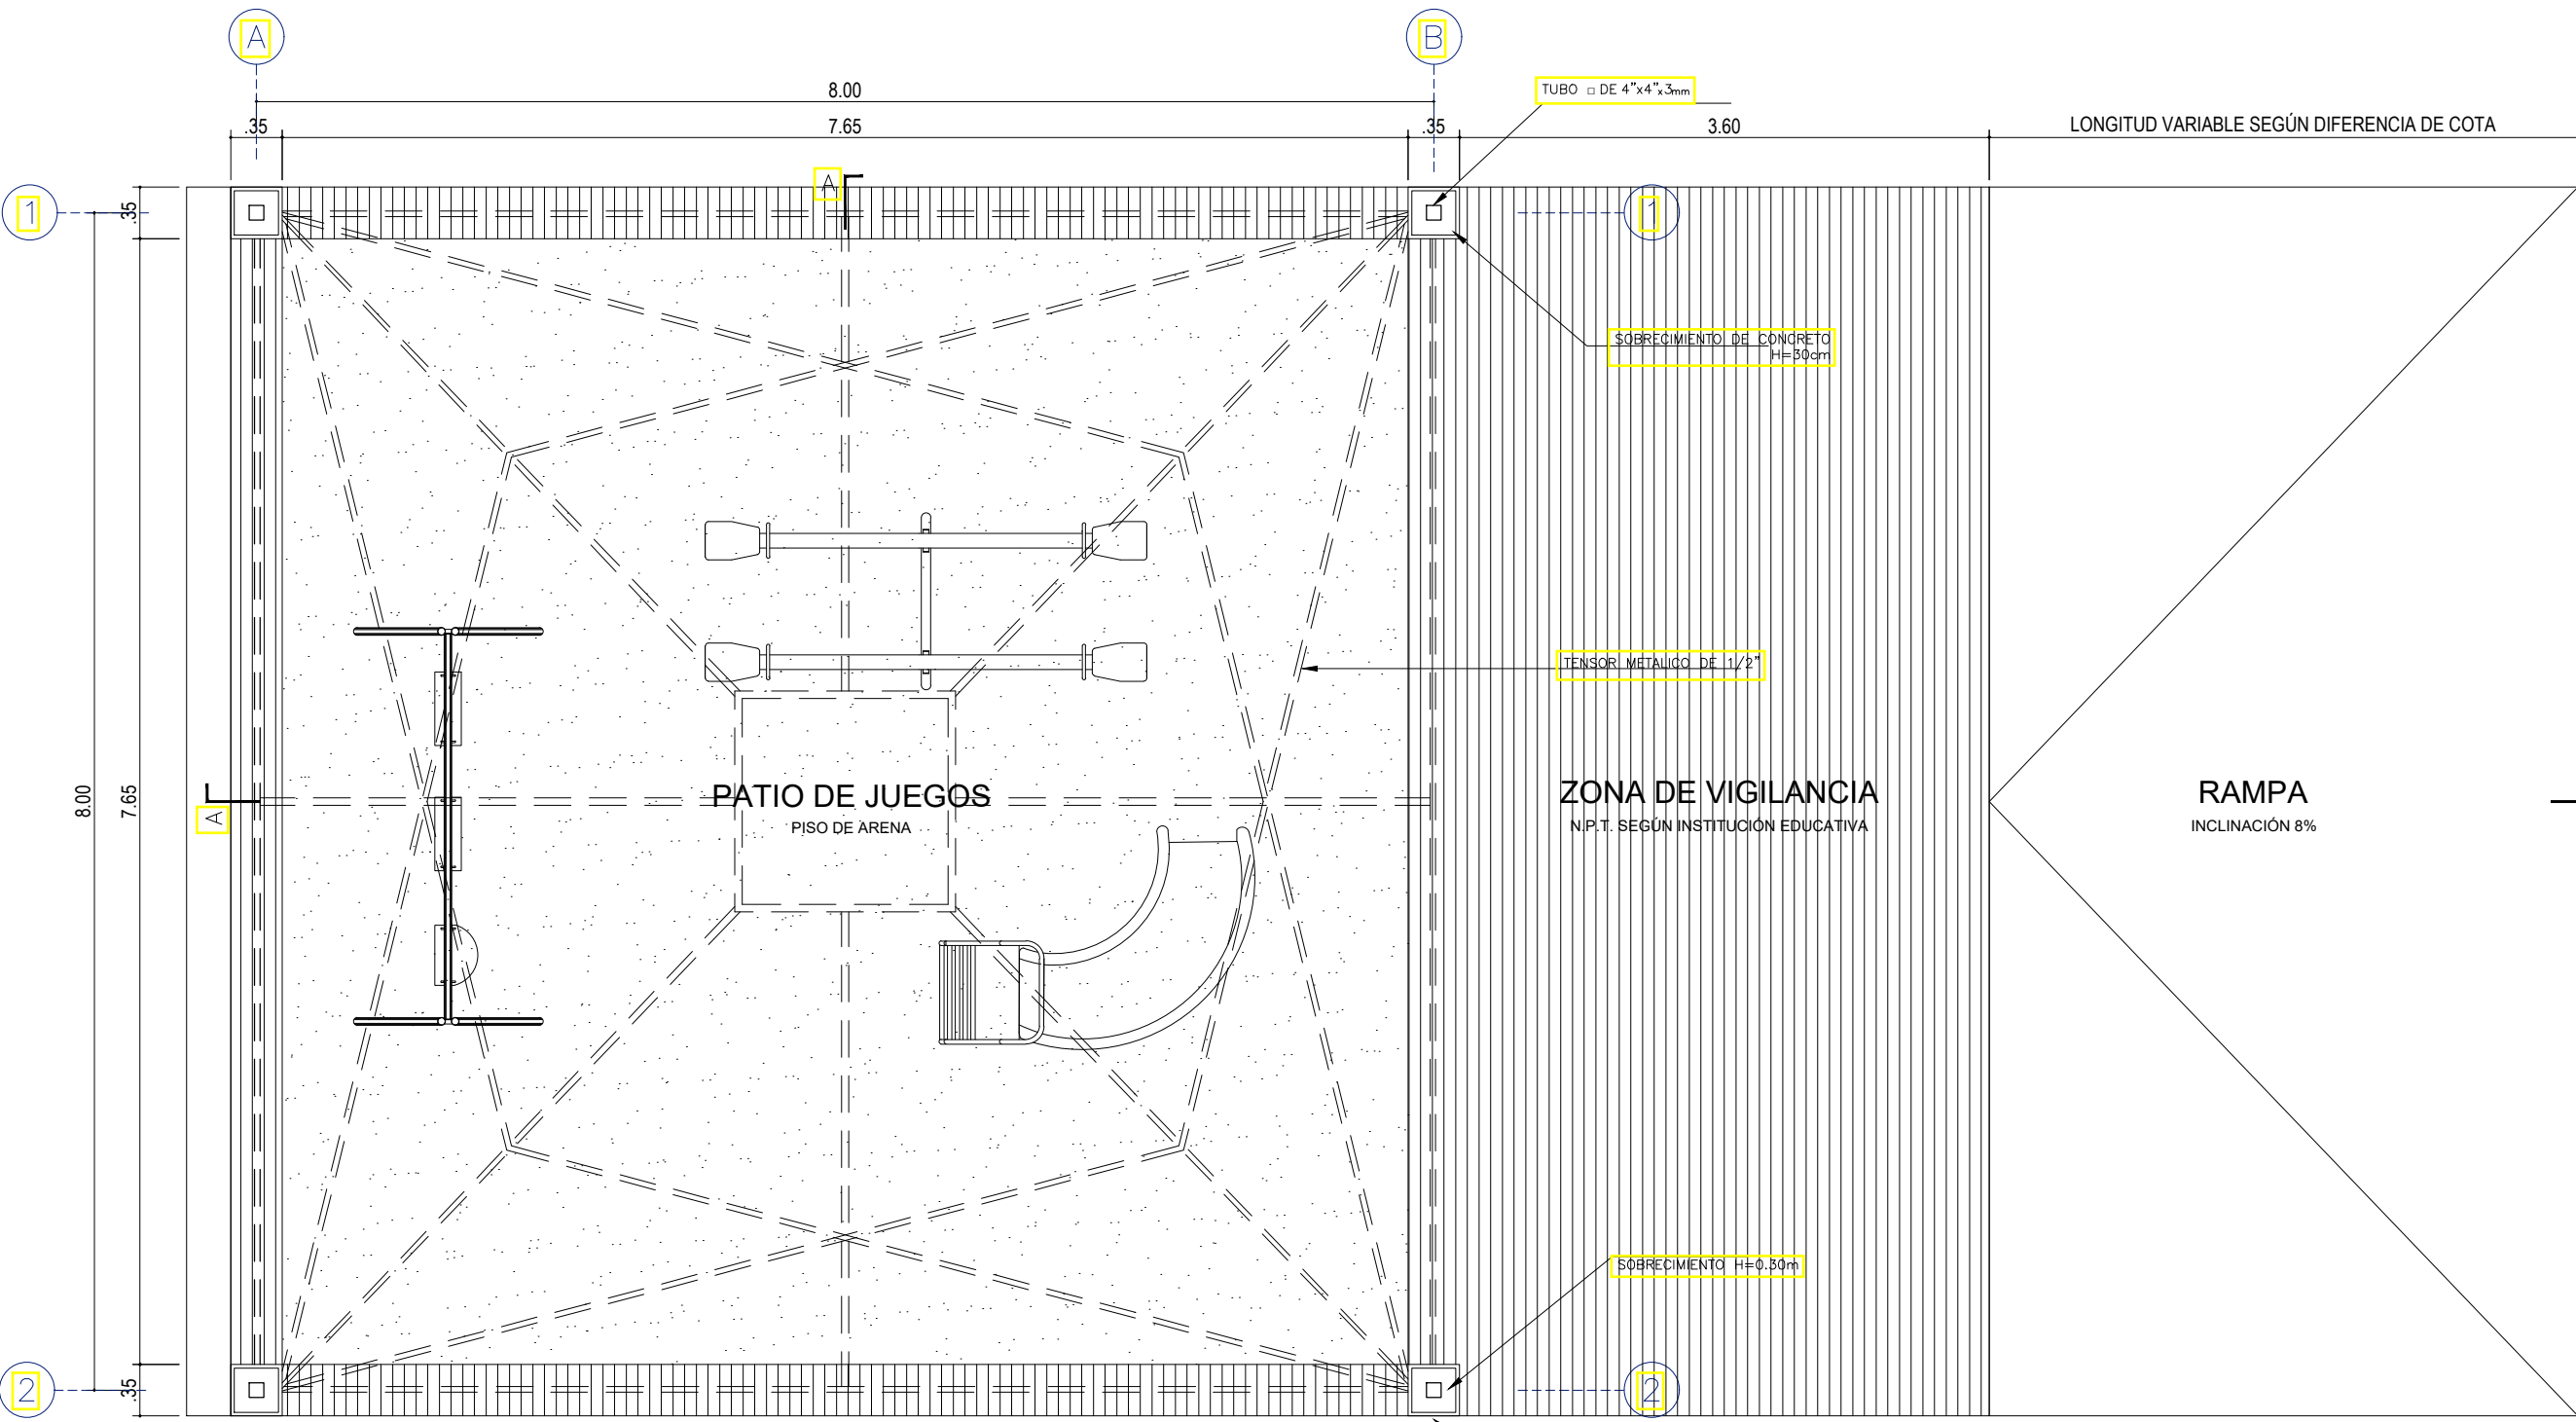 A
B
8.00
TUBO □ DE 4"x4"x3mm
.35
7.65
.35
3.60
LONGITUD VARIABLE SEGÚN DIFERENCIA DE COTA
A
1
.35
1
SOBRECIMIENTO DE CONCRETO
H=30cm
TENSOR METALICO DE 1/2"
8.00
7.65
A
PATIO DE JUEGOS
PISO DE ARENA
ZONA DE VIGILANCIA
N.P.T. SEGÚN INSTITUCIÓN EDUCATIVA
RAMPA
INCLINACIÓN 8%
SOBRECIMIENTO H=0.30m
2
.35
2